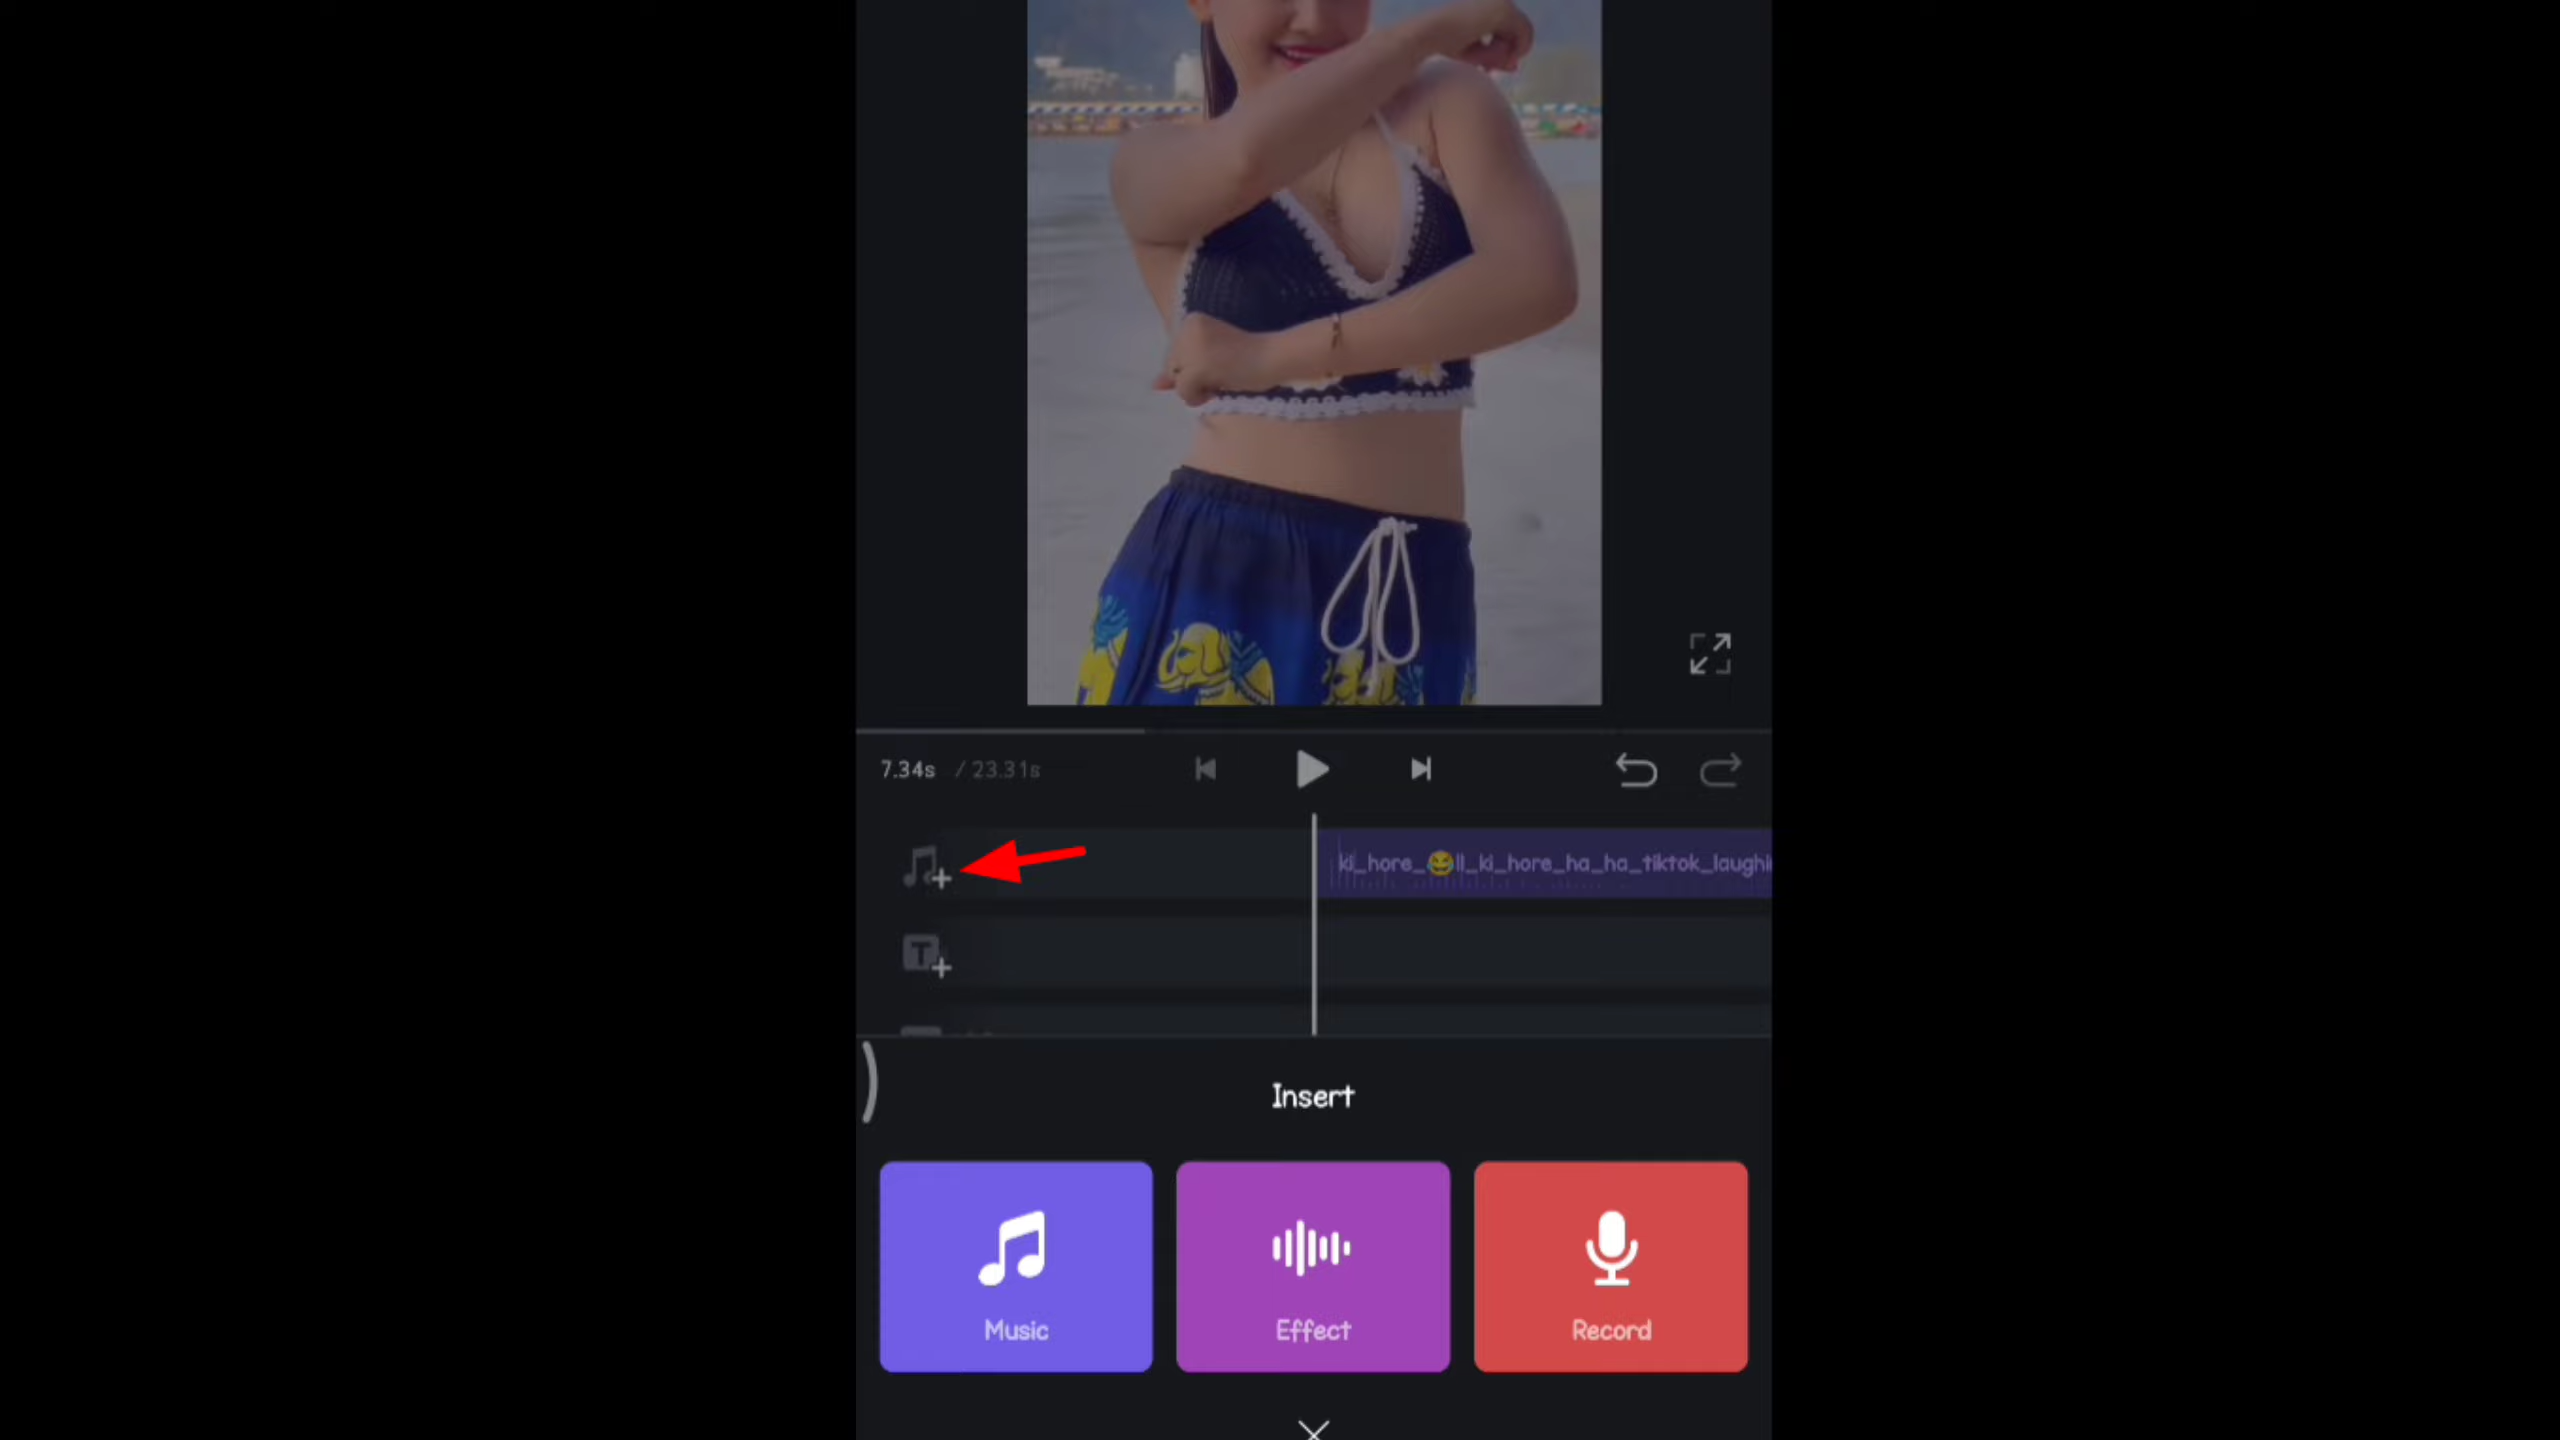 7.34s / 23.31s
ki_hore_😆ll_ki_hore_ha_ha_tiktok_laughi
T
Insert
Music
Effect
Record